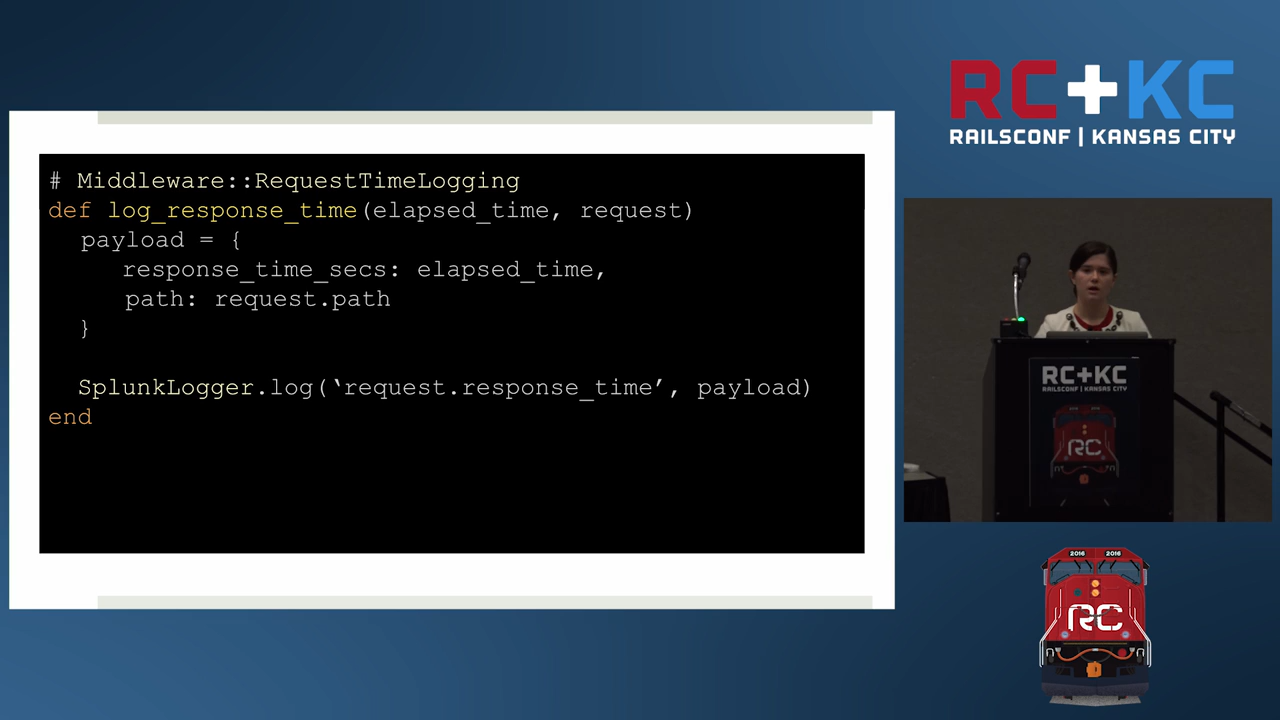 RC+KC
RAILSCONF | KANSAS CITY
# Middleware::RequestTimeLogging
def log_response_time(elapsed_time, request)
payload = {
response_time_secs: elapsed_time,
path: request.path
}
SplunkLogger.log(‘request.response_time’, payload)
end
RC+KC
RAILSCONF | KANSAS CITY
RC
2016 2016
RC